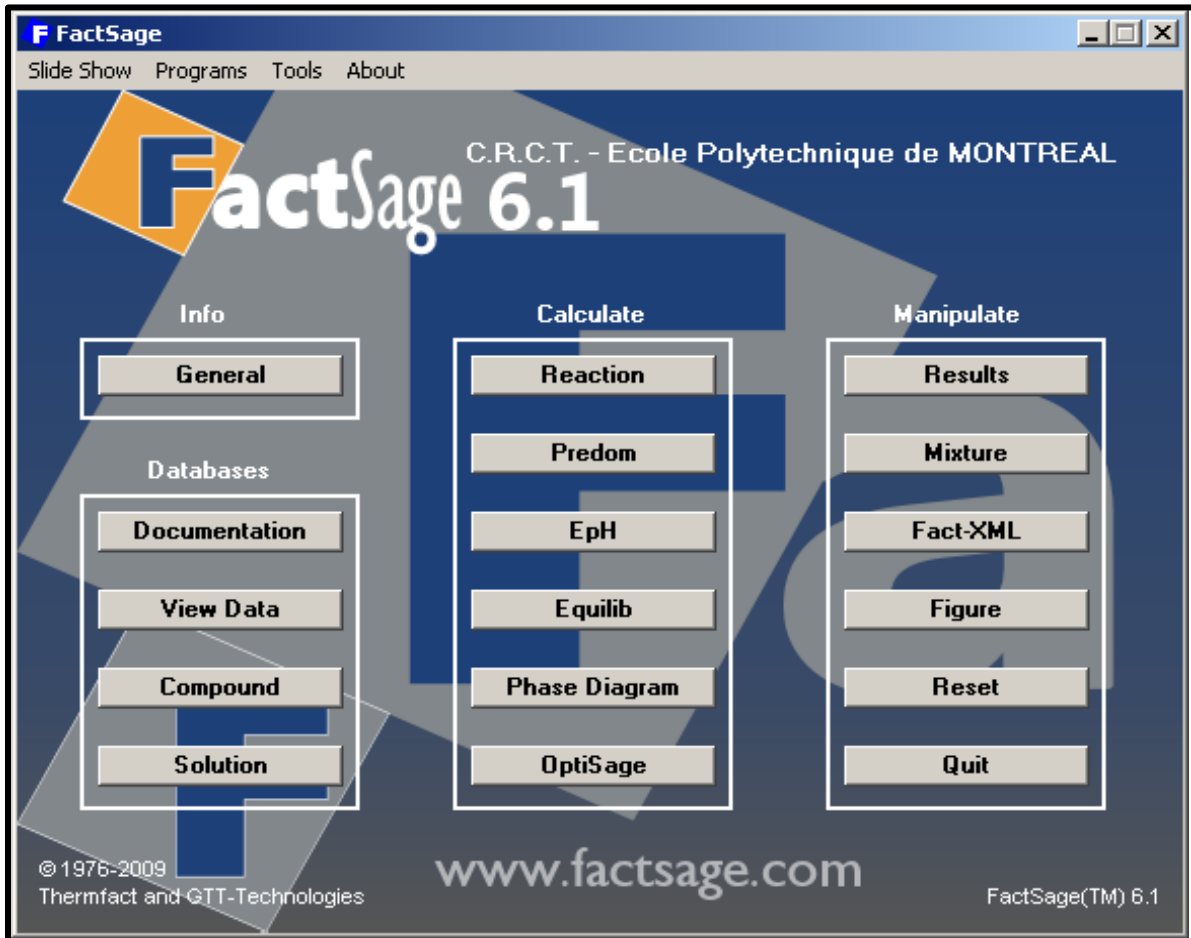 FactSage
Slide Show Programs Tools About
C.R.C.T. - Ecole Polytechnique de MONTREAL
FactSage 6.1
Info
General
Databases
Documentation
View Data
Compound
Solution
Calculate
Reaction
Predom
EpH
Equilib
Phase Diagram
OptiSage
Manipulate
Results
Mixture
Fact-XML
Figure
Reset
Quit
© 1976-2009
Thermfact and GTT-Technologies
www.factsage.com
FactSage(TM) 6.1